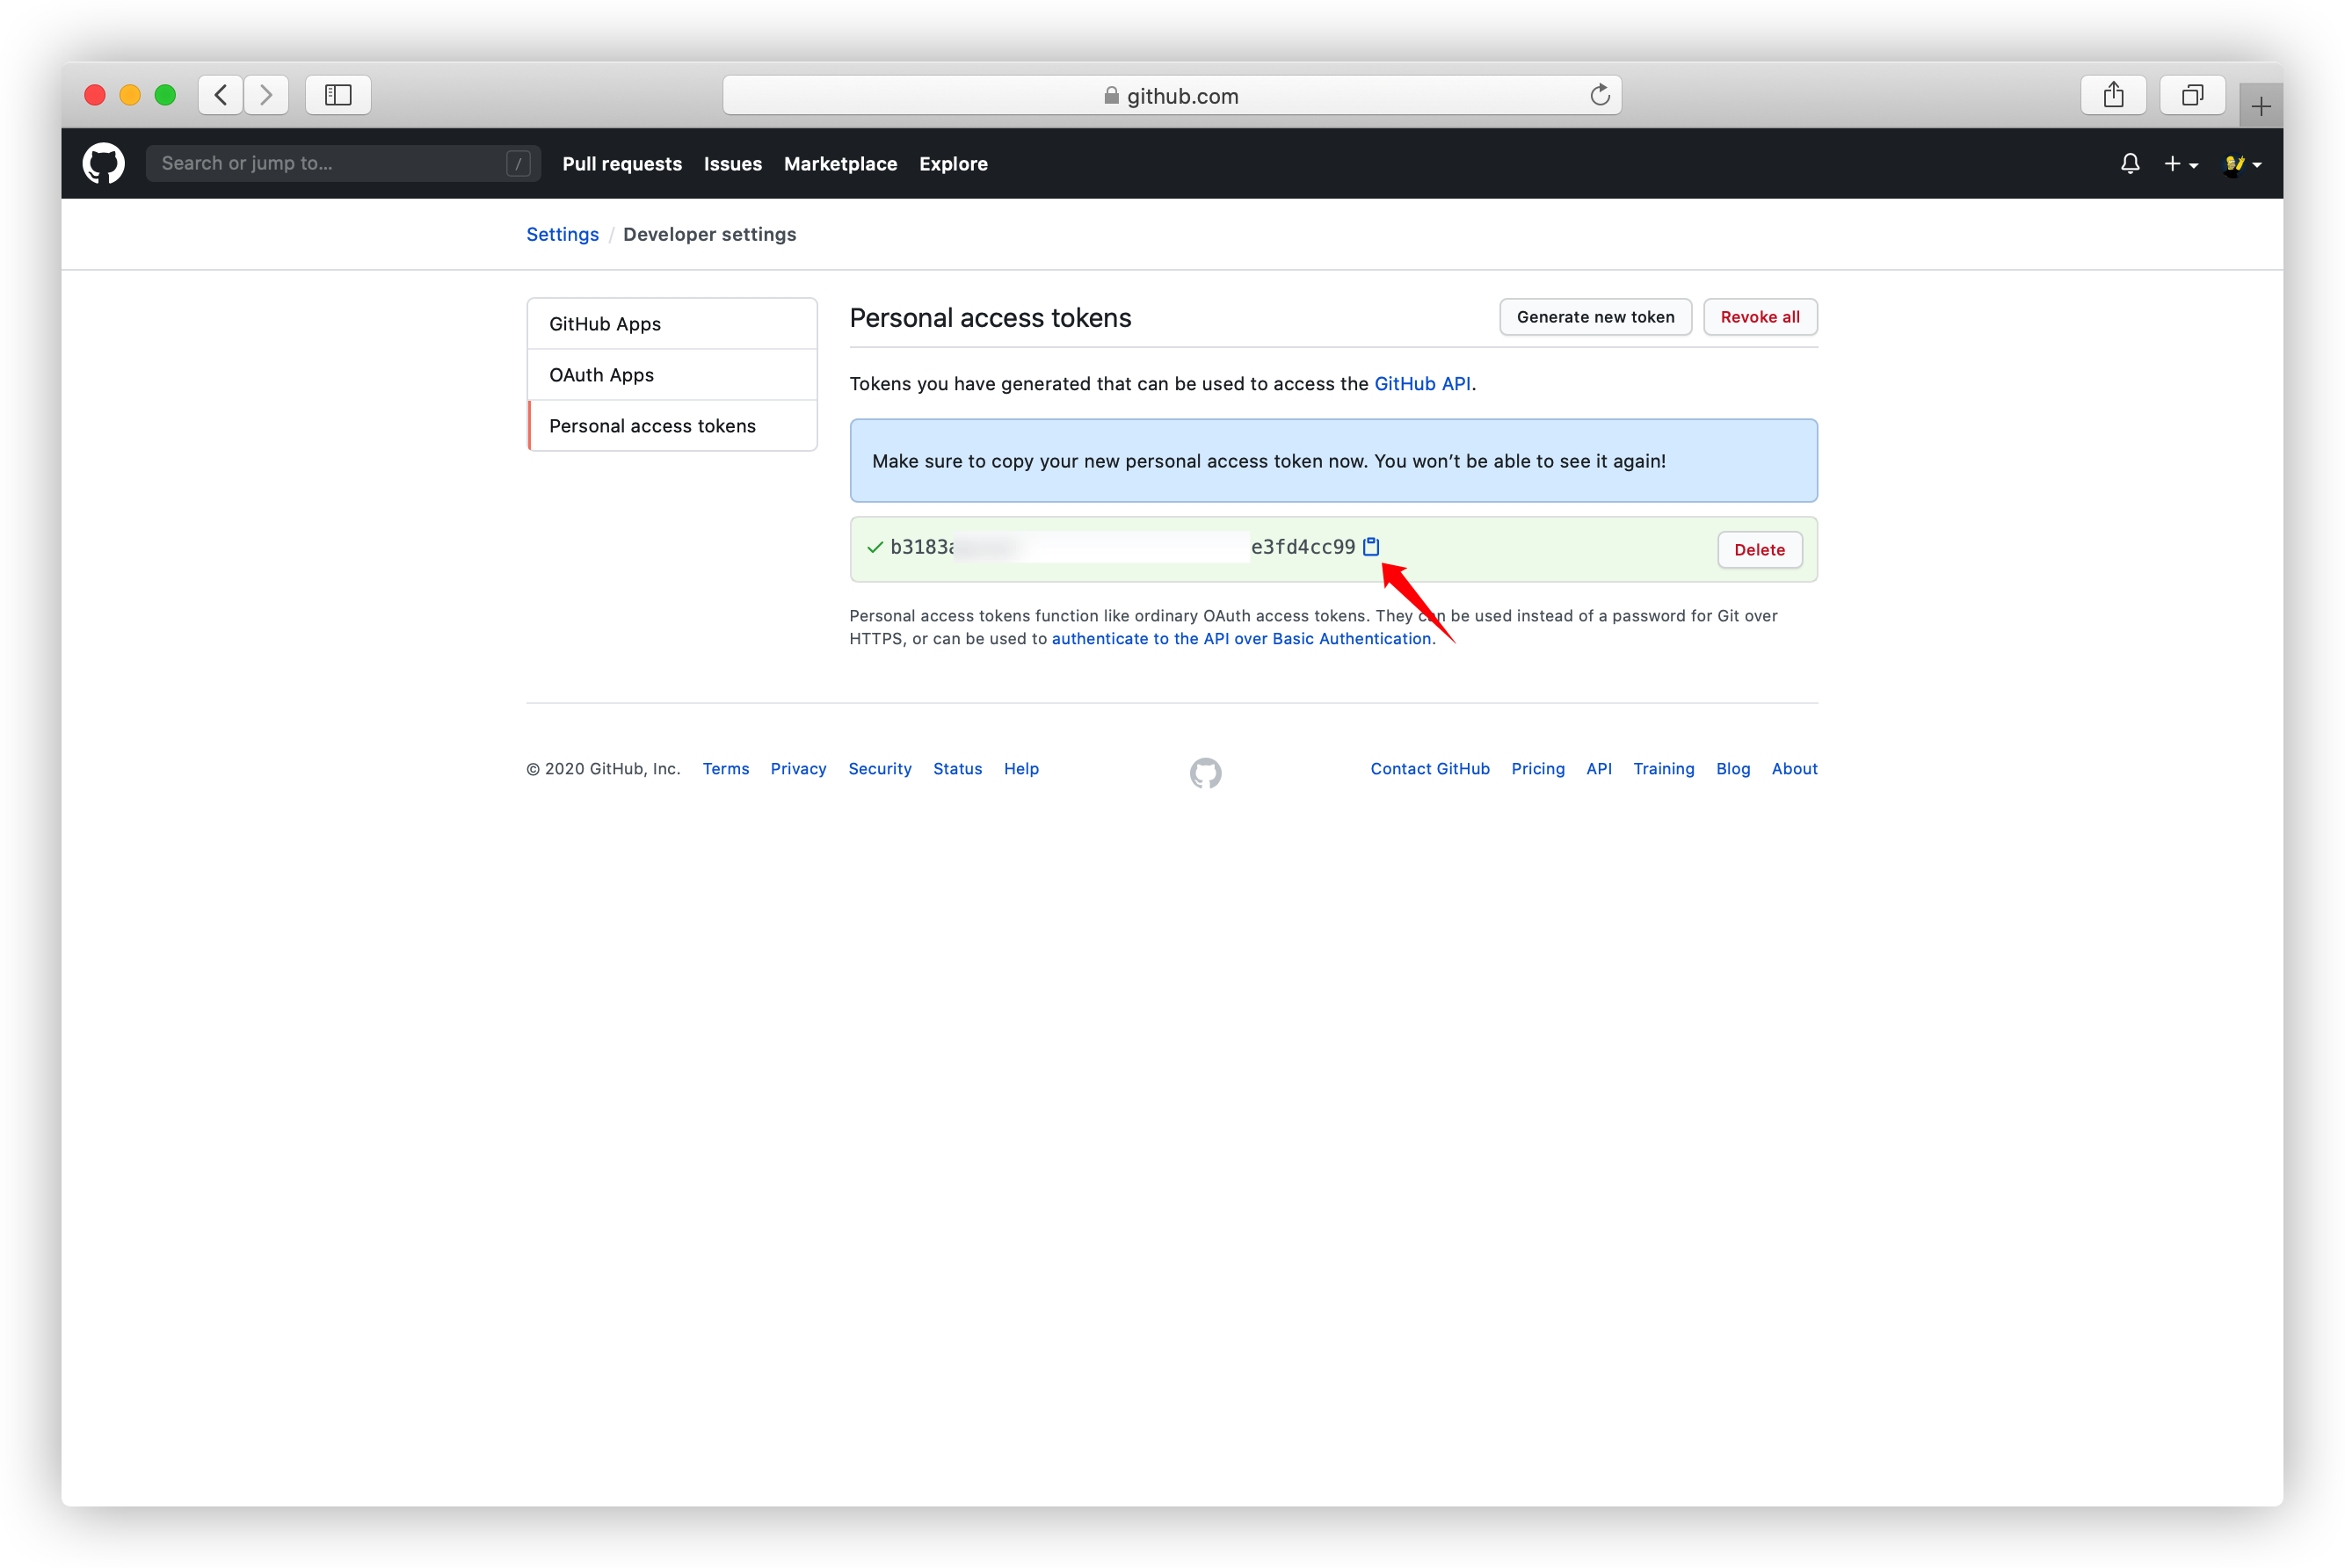 github.com
Search or jump to... /
Pull requests Issues Marketplace Explore
Settings / Developer settings
GitHub Apps
OAuth Apps
Personal access tokens
Personal access tokens
Generate new token Revoke all
Tokens you have generated that can be used to access the GitHub API.
Make sure to copy your new personal access token now. You won’t be able to see it again!
b3183 e3fd4cc99
Delete
Personal access tokens function like ordinary OAuth access tokens. They can be used instead of a password for Git over
HTTPS, or can be used to authenticate to the API over Basic Authentication.
© 2020 GitHub, Inc. Terms Privacy Security Status Help
Contact GitHub Pricing API Training Blog About